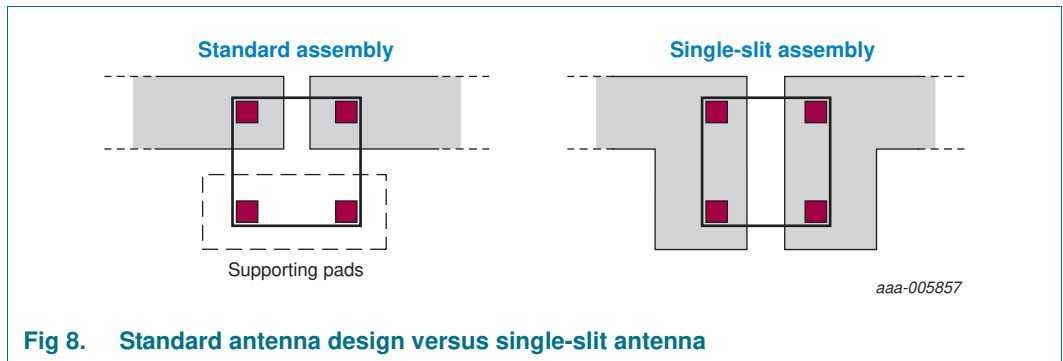 Standard assembly
Single-slit assembly
Supporting pads
aaa-005857
Fig 8. Standard antenna design versus single-slit antenna